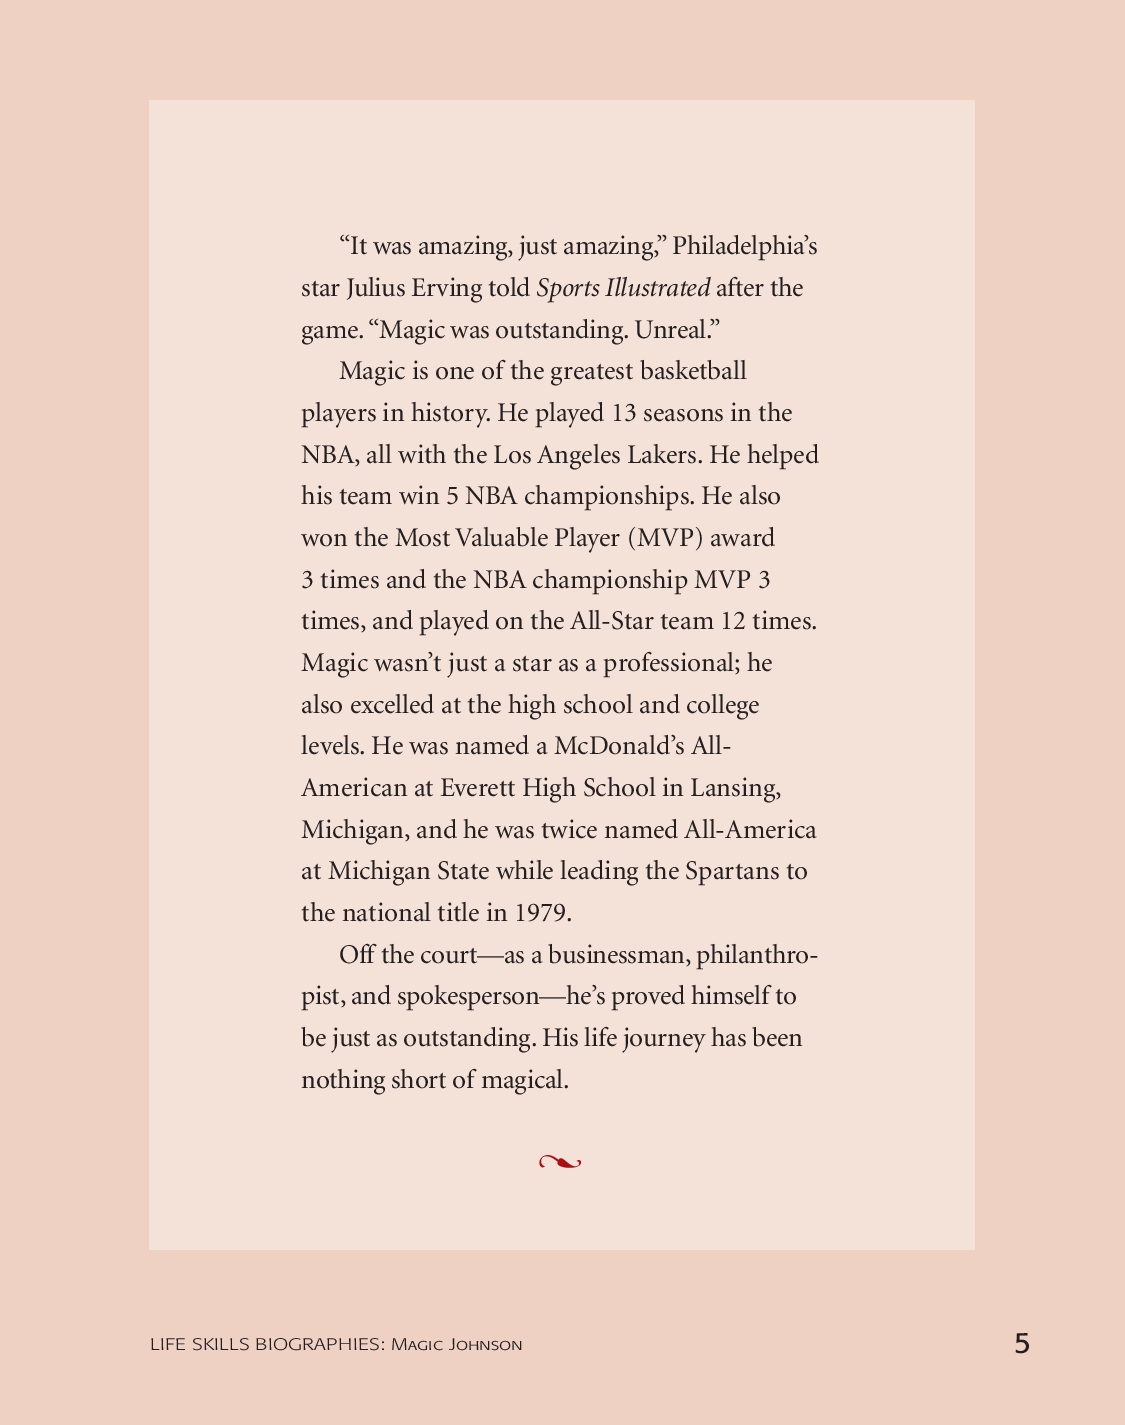 “It was amazing, just amazing,” Philadelphia’s
star Julius Erving told Sports Illustrated after the
game. “Magic was outstanding. Unreal.”
Magic is one of the greatest basketball
players in history. He played 13 seasons in the
NBA, all with the Los Angeles Lakers. He helped
his team win 5 NBA championships. He also
won the Most Valuable Player (MVP) award
3 times and the NBA championship MVP 3
times, and played on the All-Star team 12 times.
Magic wasn’t just a star as a professional; he
also excelled at the high school and college
levels. He was named a McDonald’s All-
American at Everett High School in Lansing,
Michigan, and he was twice named All-America
at Michigan State while leading the Spartans to
the national title in 1979.
Off the court—as a businessman, philanthro-
pist, and spokesperson—he’s proved himself to
be just as outstanding. His life journey has been
nothing short of magical.
LIFE SKILLS BIOGRAPHIES: Magic Johnson
5